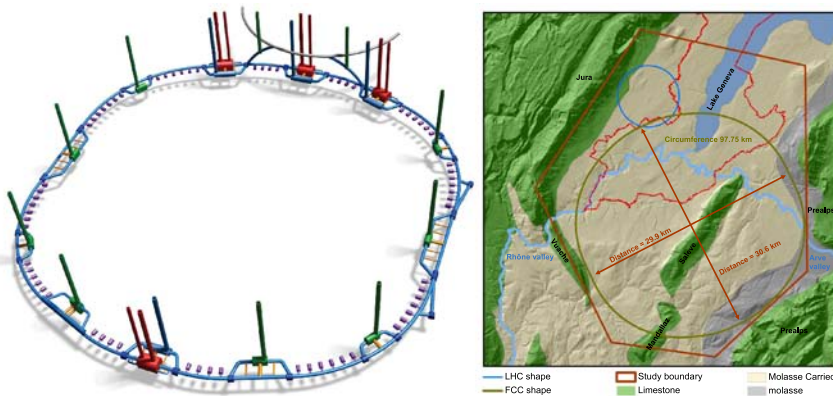 Jura
Lake Geneva
Circumference 97.75 km
Prealps
Distance = 29.9 km
Salève
Vuache
Rhône valley
Distance = 30.6 km
Arve
valley
Mandallaz
Prealps
LHC shape
Study boundary
Molasse Carried
FCC shape
Limestone
molasse